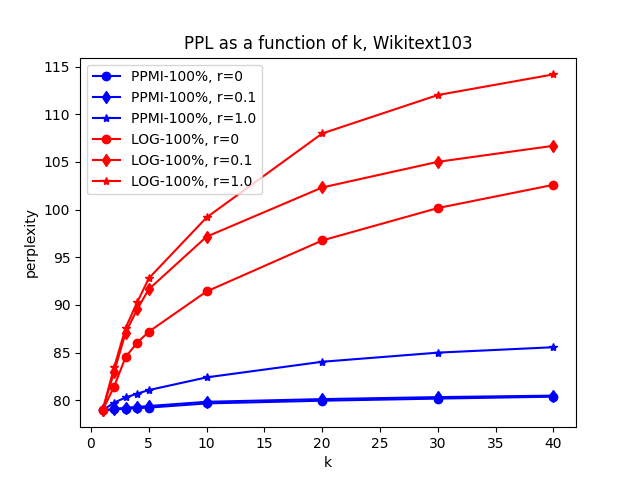 PPL as a function of k, Wikitext103
PPMI-100%, r=0
PPMI-100%, r=0.1
PPMI-100%, r=1.0
LOG-100%, r=0
LOG-100%, r=0.1
LOG-100%, r=1.0
115
110
105
100
95
90
85
80
perplexity
0 5 10 15 20 25 30 35 40
k